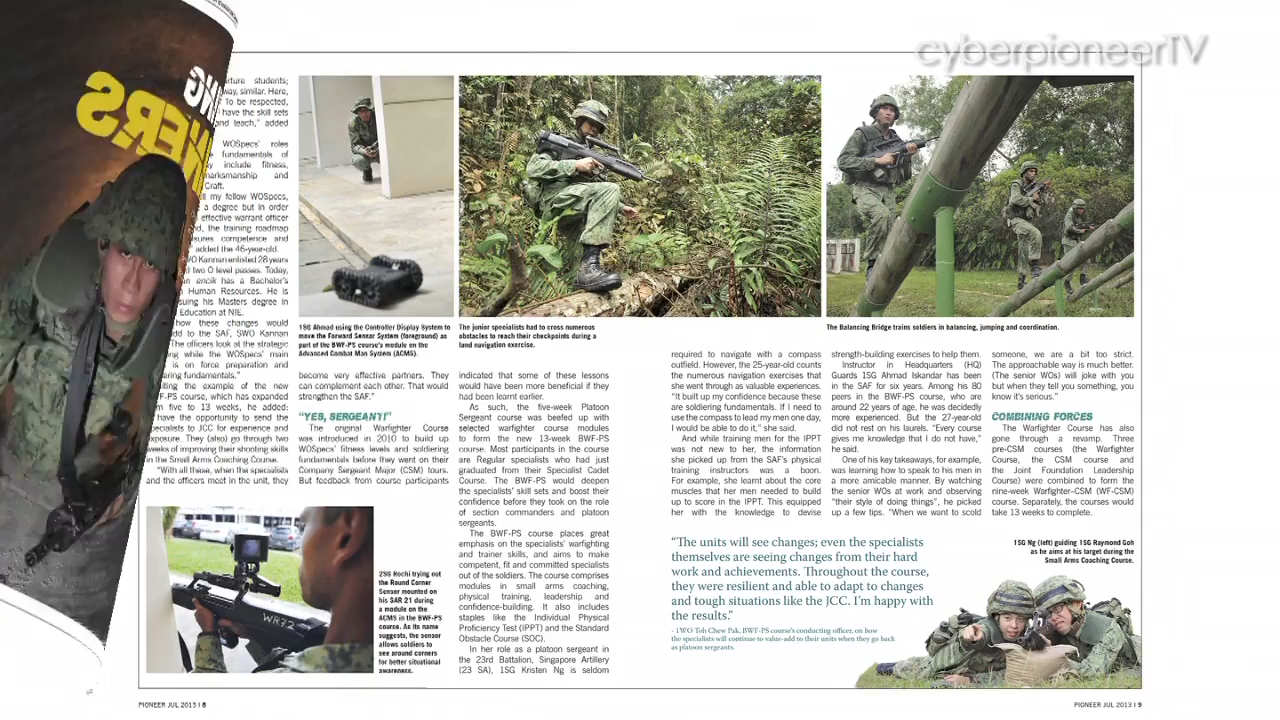 cyberpioneerTV
students;
way, similar. Here,
To be respected,
have the skill sets
and teach," added
WOSpecs' roles
fundamentals of
include fitness,
marksmanship and
Craft.
my fellow WOSpecs,
a degree but in order
effective warrant officer
the training roadmap
competence and
added the 46-year-old.
Kannan enlisted 28 years
two O level passes. Today,
encik has a Bachelor's
Human Resources. He is
his Masters degree in
Education at NIE.
how these changes would
to the SAF, SWO Kannan
"The officers look at the strategic
while the WOSpecs' main
is on force preparation and
fundamentals."
the example of the new
course, which has expanded
five to 13 weeks, he added:
have the opportunity to send the
to JCC for experience and
exposure. They (also) go through two
weeks of improving their shooting skills
in the Small Arms Coaching Course.
"With all these, when the specialists
and the officers meet in the unit, they
1SG Ahmad using the Controller Display System to
move the Forward Sensor System (foreground) as
part of the BWF-PS course's module on the
Advanced Combat Man System (ACMS).
become very effective partners. They
can complement each other. That would
strengthen the SAF."
"YES, SERGEANT!"
The original Warfighter Course
was introduced in 2010 to build up
WOSpecs' fitness levels and soldiering
fundamentals before they went on their
Company Sergeant Major (CSM) tours.
But feedback from course participants
WR72
2SG Rochi trying out
the Round Corner
Sensor mounted on
his SAR 21 during
a module on the
ACMS in the BWF-PS
course. As its name
suggests, the sensor
allows soldiers to
see around corners
for better situational
awareness.
The junior specialists had to cross numerous
obstacles to reach their checkpoints during a
land navigation exercise.
indicated that some of these lessons
would have been more beneficial if they
had been learnt earlier.
As such, the five-week Platoon
Sergeant course was beefed up with
selected warfighter course modules
to form the new 13-week BWF-PS
course. Most participants in the course
are Regular specialists who had just
graduated from their Specialist Cadet
Course. The BWF-PS would deepen
the specialists' skill sets and boost their
confidence before they took on the role
of section commanders and platoon
sergeants.
The BWF-PS course places great
emphasis on the specialists' warfighting
and trainer skills, and aims to make
competent, fit and committed specialists
out of the soldiers. The course comprises
modules in small arms coaching,
physical training, leadership and
confidence-building. It also includes
staples like the Individual Physical
Proficiency Test (IPPT) and the Standard
Obstacle Course (SOC).
In her role as a platoon sergeant in
the 23rd Battalion, Singapore Artillery
(23 SA), 1SG Kristen Ng is seldom
The Balancing Bridge trains soldiers in balancing, jumping and coordination.
required to navigate with a compass
outfield. However, the 25-year-old counts
the numerous navigation exercises that
she went through as valuable experiences.
"It built up my confidence because these
are soldiering fundamentals. If I need to
use the compass to lead my men one day,
I would be able to do it," she said.
And while training men for the IPPT
was not new to her, the information
she picked up from the SAF's physical
training instructors was a boon.
For example, she learnt about the core
muscles that her men needed to build
up to score in the IPPT. This equipped
her with the knowledge to devise
strength-building exercises to help them.
Instructor in Headquarters (HQ)
Guards 1SG Ahmad Iskandar has been
in the SAF for six years. Among his 80
peers in the BWF-PS course, who are
around 22 years of age, he was decidedly
more experienced. But the 27-year-old
did not rest on his laurels. "Every course
gives me knowledge that I do not have,"
he said.
One of his key takeaways, for example,
was learning how to speak to his men in
a more amicable manner. By watching
the senior WOs at work and observing
"their style of doing things", he picked
up a few tips. "When we want to scold
someone, we are a bit too strict.
The approachable way is much better.
(The senior WOs) will joke with you
but when they tell you something, you
know it's serious."
COMBINING FORCES
The Warfighter Course has also
gone through a revamp. Three
pre-CSM courses (the Warfighter
Course, the CSM course and
the Joint Foundation Leadership
Course) were combined to form the
nine-week Warfighter-CSM (WF-CSM)
course. Separately, the courses would
take 13 weeks to complete.
"The units will see changes; even the specialists
themselves are seeing changes from their hard
work and achievements. Throughout the course,
they were resilient and able to adapt to changes
and tough situations like the JCC. I'm happy with
the results."
- 1WO Toh Chew Pak, BWF-PS course's conducting officer, on how
the specialists will continue to value-add to their units when they go back
as platoon sergeants.
1SG Ng (left) guiding 1SG Raymond Goh
as he aims at his target during the
Small Arms Coaching Course.
PIONEER JUL 2013 | 8
PIONEER JUL 2013 | 9